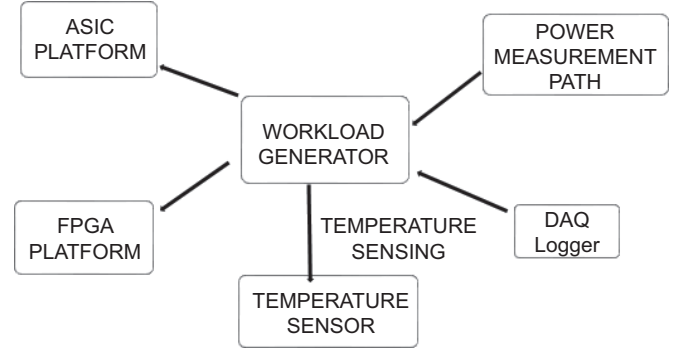 ASIC
PLATFORM
POWER
MEASUREMENT
PATH
WORKLOAD
GENERATOR
FPGA
PLATFORM
TEMPERATURE
SENSING
DAQ
Logger
TEMPERATURE
SENSOR